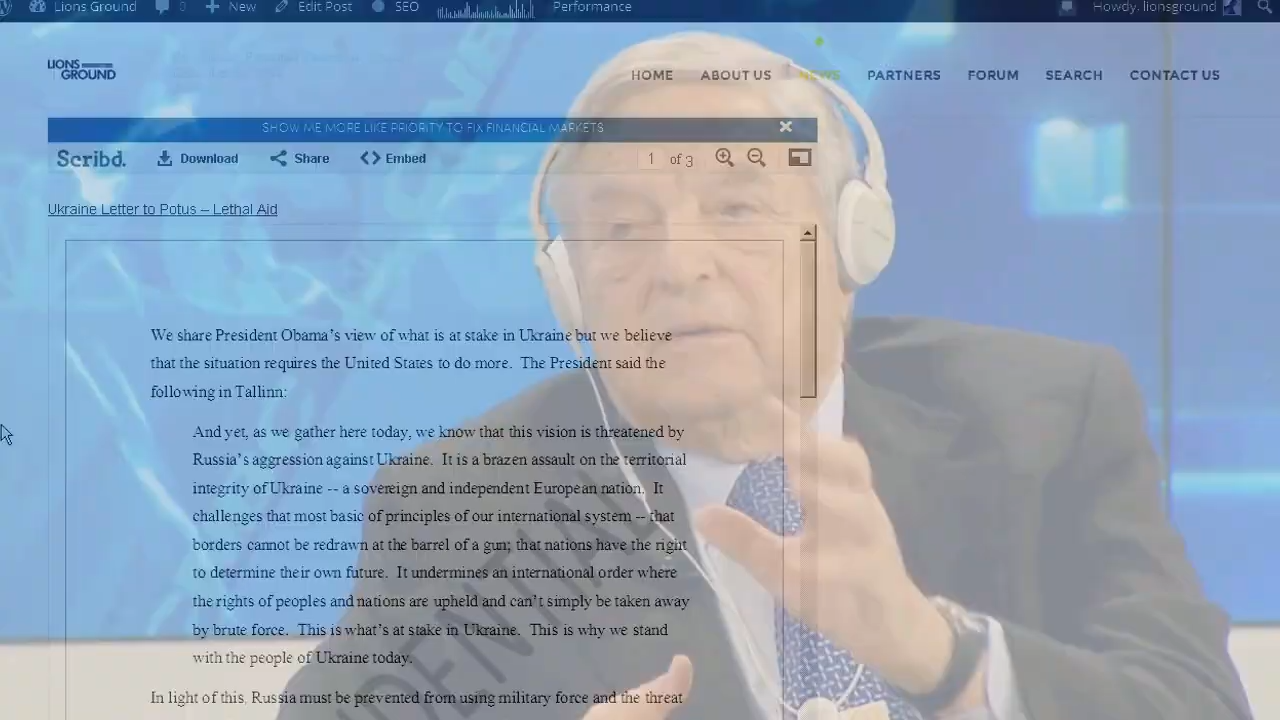 Lions Ground New Edit Post SEO Performance Howdy, lionsground
LIONS
GROUND
HOME ABOUT US NEWS PARTNERS FORUM SEARCH CONTACT US
SHOW ME MORE LIKE PRIORITY TO FIX FINANCIAL MARKETS
Scribd. Download Share Embed 1 of 3
Ukraine Letter to Potus – Lethal Aid
We share President Obama's view of what is at stake in Ukraine but we believe
that the situation requires the United States to do more. The President said the
following in Tallinn:
And yet, as we gather here today, we know that this vision is threatened by
Russia's aggression against Ukraine. It is a brazen assault on the territorial
integrity of Ukraine -- a sovereign and independent European nation. It
challenges that most basic of principles of our international system -- that
borders cannot be redrawn at the barrel of a gun; that nations have the right
to determine their own future. It undermines an international order where
the rights of peoples and nations are upheld and can't simply be taken away
by brute force. This is what's at stake in Ukraine. This is why we stand
with the people of Ukraine today.
In light of this, Russia must be prevented from using military force and the threat